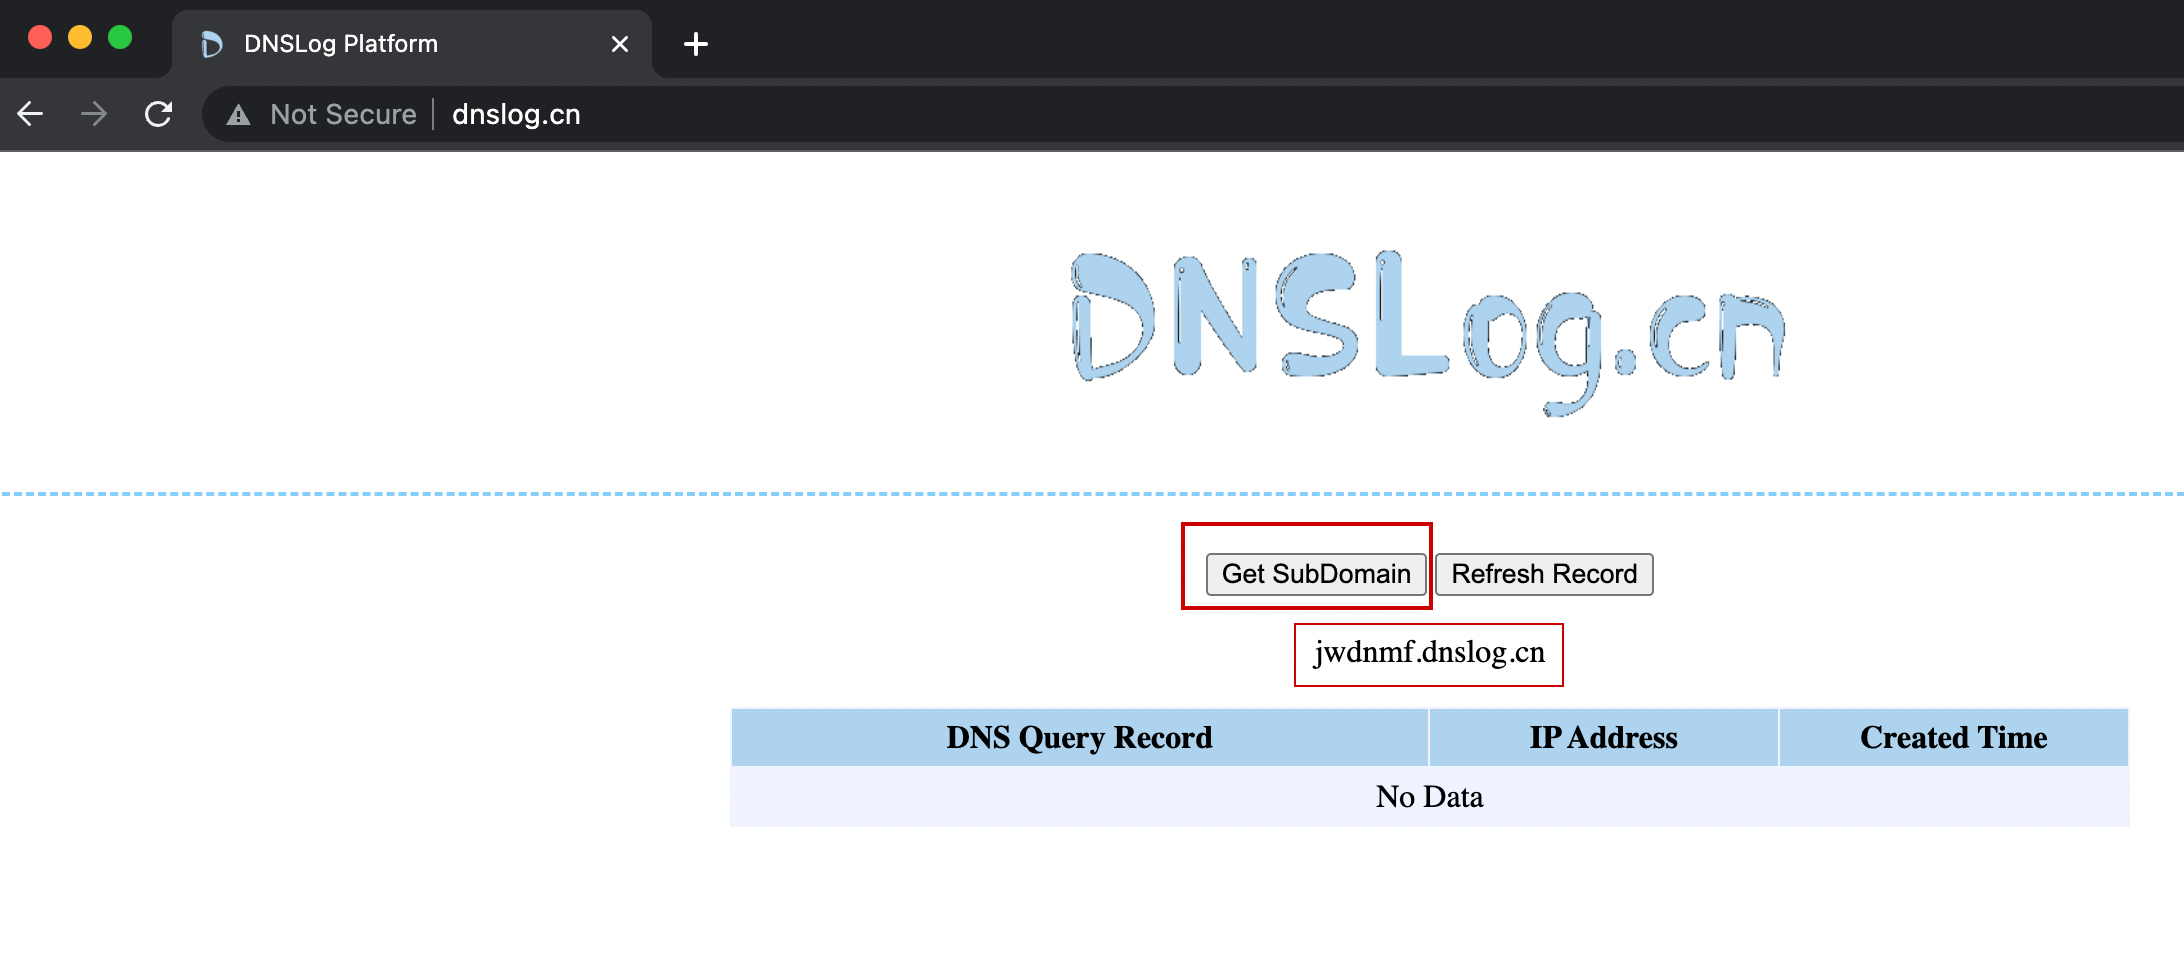 DNSLog Platform
Not Secure dnslog.cn
DNSLog.cn
Get SubDomain Refresh Record
jwdnmf.dnslog.cn
DNS Query Record IP Address Created Time
No Data